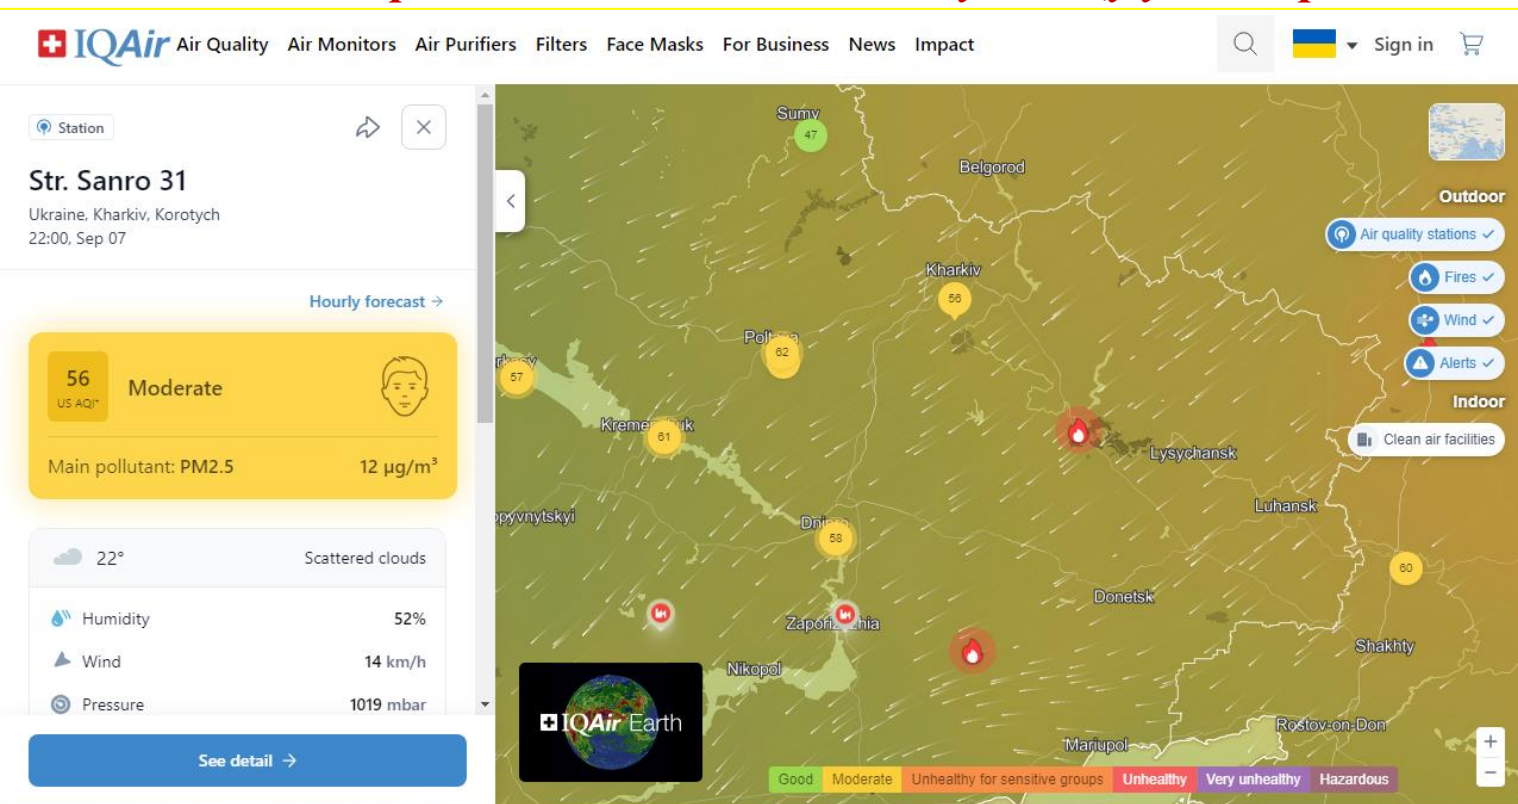 IQAir Air Quality Air Monitors Air Purifiers Filters Face Masks For Business News Impact Sign in
Station
Str. Sanro 31
Ukraine, Kharkiv, Korotych
22:00, Sep 07
Hourly forecast →
56
US AQI*
Moderate
Main pollutant: PM2.5 12 µg/m³
22° Scattered clouds
Humidity 52%
Wind 14 km/h
Pressure 1019 mbar
See detail →
Sumy
47
Belgorod
Kharkiv
56
62
57
61
Lysychansk
Luhansk
58
60
Donetsk
Shakhty
Nikopol
Rostov-on-Don
Mariupol
IQAir Earth
Outdoor
Air quality stations ✓
Fires ✓
Wind ✓
Alerts ✓
Indoor
Clean air facilities
+
−
Good Moderate Unhealthy for sensitive groups Unhealthy Very unhealthy Hazardous